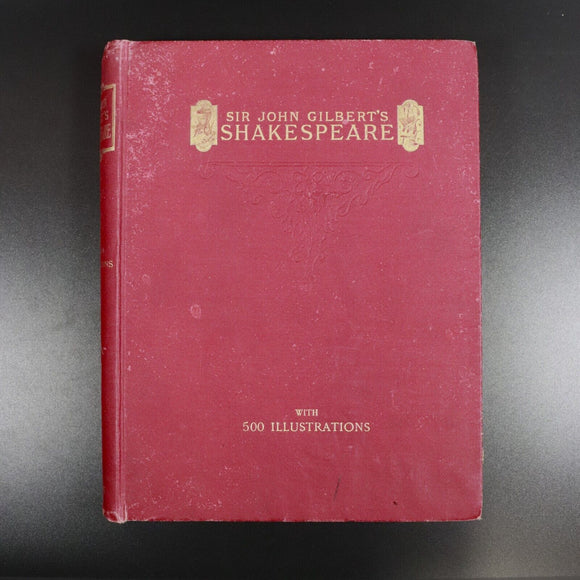 SIR JOHN GILBERT'S
SHAKESPEARE
WITH
500 ILLUSTRATIONS